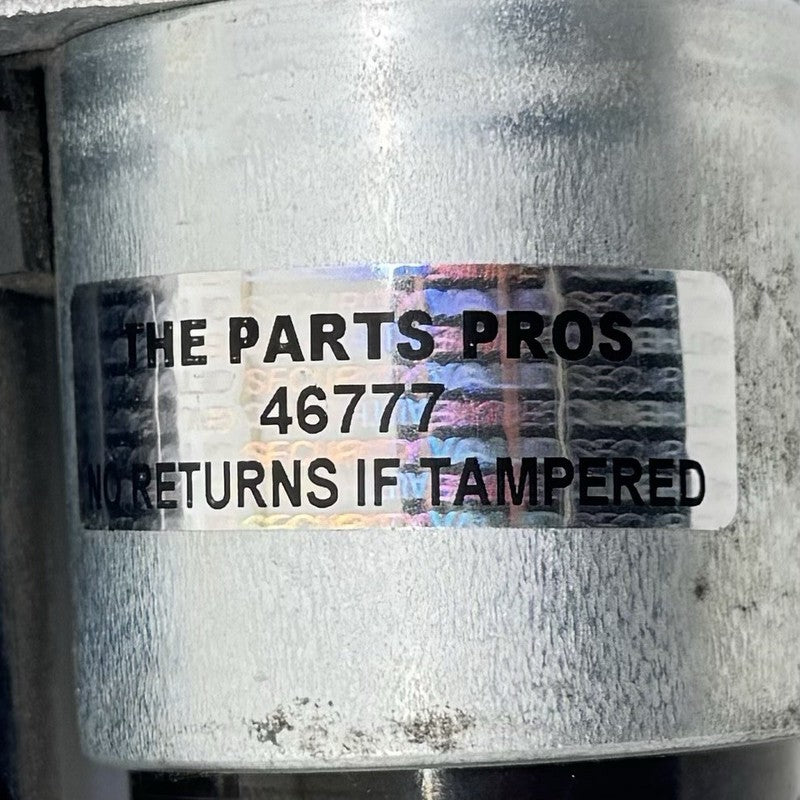 THE PARTS PROS
46777
NO RETURNS IF TAMPERED